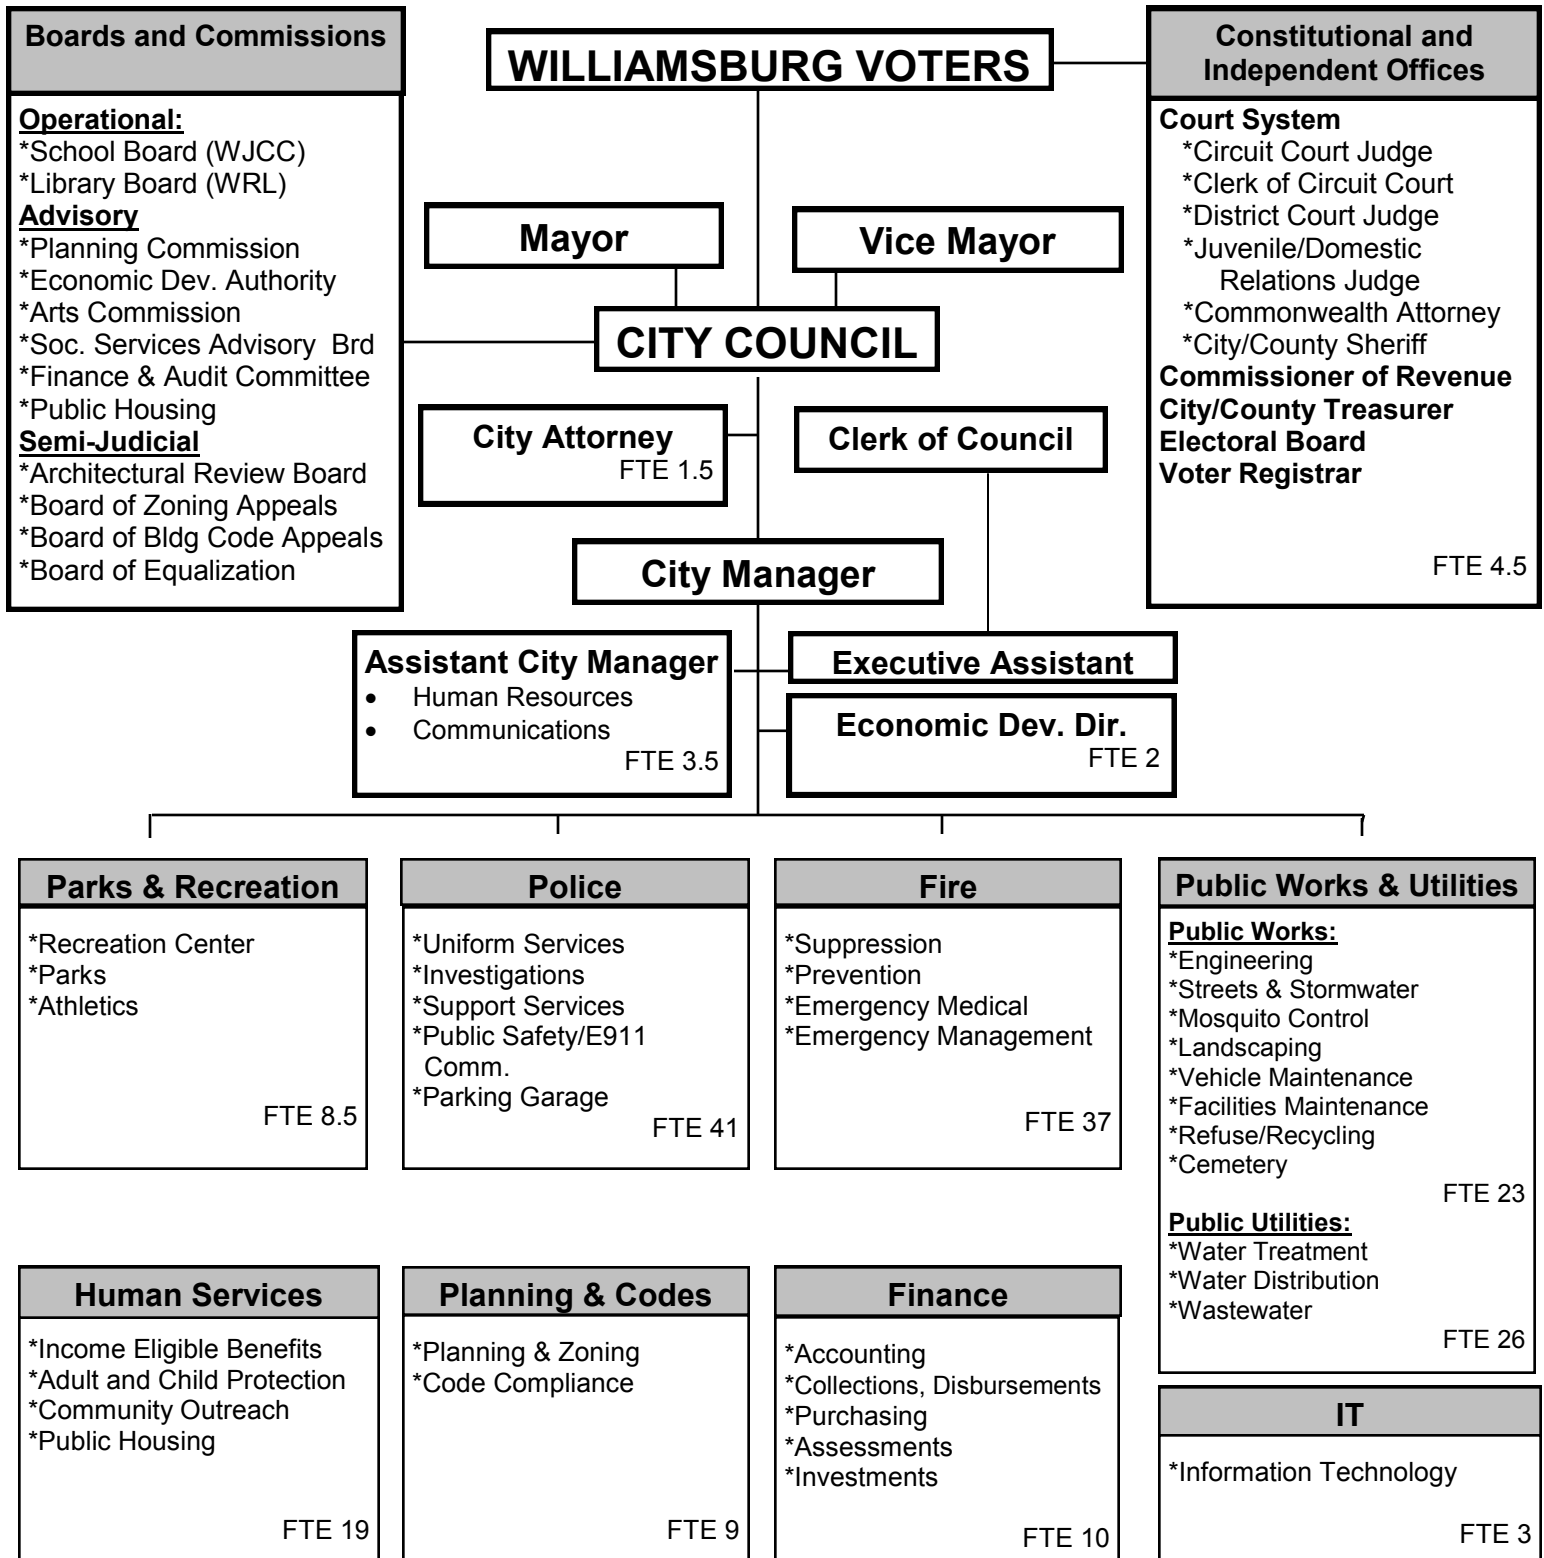 Boards and Commissions
Operational:
*School Board (WJCC)
*Library Board (WRL)
Advisory
*Planning Commission
*Economic Dev. Authority
*Arts Commission
*Soc. Services Advisory Brd
*Finance & Audit Committee
*Public Housing
Semi-Judicial
*Architectural Review Board
*Board of Zoning Appeals
*Board of Bldg Code Appeals
*Board of Equalization
WILLIAMSBURG VOTERS
Constitutional and
Independent Offices
Court System
*Circuit Court Judge
*Clerk of Circuit Court
*District Court Judge
*Juvenile/Domestic
Relations Judge
*Commonwealth Attorney
*City/County Sheriff
Commissioner of Revenue
City/County Treasurer
Electoral Board
Voter Registrar
FTE 4.5
Mayor
Vice Mayor
CITY COUNCIL
City Attorney
FTE 1.5
Clerk of Council
City Manager
Assistant City Manager
• Human Resources
• Communications
FTE 3.5
Executive Assistant
Economic Dev. Dir.
FTE 2
Parks & Recreation
*Recreation Center
*Parks
*Athletics
FTE 8.5
Police
*Uniform Services
*Investigations
*Support Services
*Public Safety/E911
Comm.
*Parking Garage
FTE 41
Fire
*Suppression
*Prevention
*Emergency Medical
*Emergency Management
FTE 37
Public Works & Utilities
Public Works:
*Engineering
*Streets & Stormwater
*Mosquito Control
*Landscaping
*Vehicle Maintenance
*Facilities Maintenance
*Refuse/Recycling
*Cemetery
FTE 23
Public Utilities:
*Water Treatment
*Water Distribution
*Wastewater
FTE 26
Human Services
*Income Eligible Benefits
*Adult and Child Protection
*Community Outreach
*Public Housing
FTE 19
Planning & Codes
*Planning & Zoning
*Code Compliance
FTE 9
Finance
*Accounting
*Collections, Disbursements
*Purchasing
*Assessments
*Investments
FTE 10
IT
*Information Technology
FTE 3